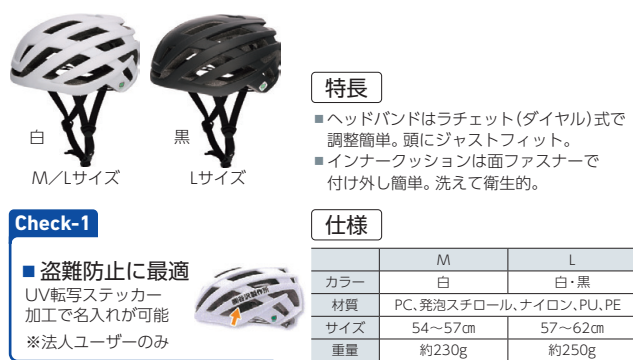 白
黒
M／Lサイズ
Lサイズ
特長
■ヘッドバンドはラチェット(ダイヤル)式で
調整簡単。頭にジャストフィット。
■インナークッションは面ファスナーで
付け外し簡単。洗えて衛生的。
Check-1
■盗難防止に最適
UV転写ステッカー
加工で名入れが可能
※法人ユーザーのみ
仕様
M L
カラー 白 白・黒
材質 PC、発泡スチロール、ナイロン、PU、PE
サイズ 54～57㎝ 57～62㎝
重量 約230g 約250g